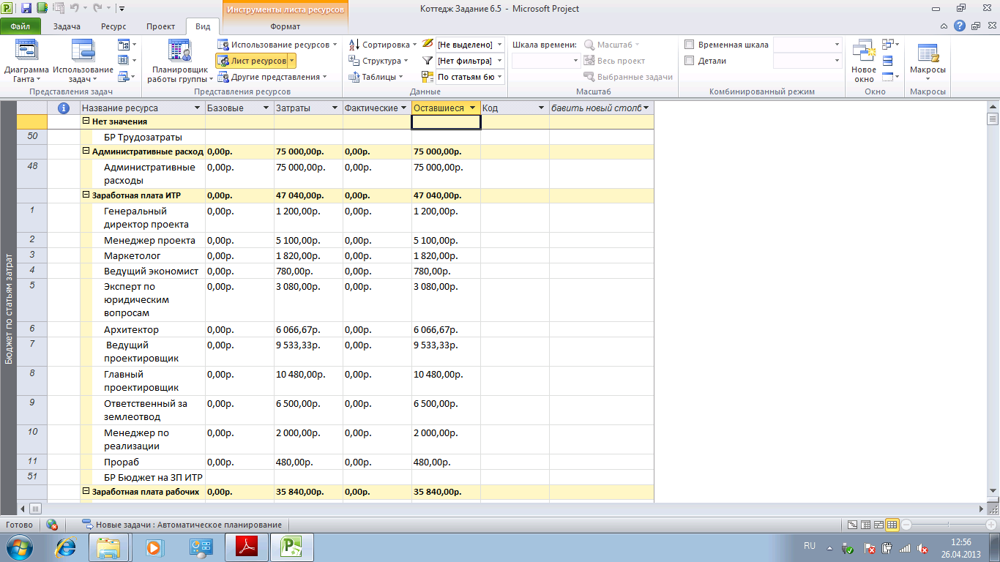 Инструменты листа ресурсов
Коттедж Задание 6.5 - Microsoft Project
Файл Задача Ресурс Проект Вид Формат
Диаграмма Ганта
Использование задач
Представления задач
Планировщик работы группы
Использование ресурсов
Лист ресурсов
Другие представления
Представления ресурсов
Сортировка
Структура
Таблицы
[Не выделено]
[Нет фильтра]
По статьям бю
Данные
Шкала времени:
Масштаб
Весь проект
Выбранные задачи
Масштаб
Временная шкала
Детали
Комбинированный режим
Новое окно
Окно
Макросы
Макросы
Название ресурса Базовые Затраты Фактические Оставшиеся Код бавить новый столб
Нет значения
50 БР Трудозатраты
Административные расход 0,00р. 75 000,00р. 0,00р. 75 000,00р.
48 Административные 0,00р. 75 000,00р. 0,00р. 75 000,00р.
расходы
Заработная плата ИТР 0,00р. 47 040,00р. 0,00р. 47 040,00р.
1 Генеральный 0,00р. 1 200,00р. 0,00р. 1 200,00р.
директор проекта
2 Менеджер проекта 0,00р. 5 100,00р. 0,00р. 5 100,00р.
3 Маркетолог 0,00р. 1 820,00р. 0,00р. 1 820,00р.
4 Ведущий экономист 0,00р. 780,00р. 0,00р. 780,00р.
5 Эксперт по 0,00р. 3 080,00р. 0,00р. 3 080,00р.
юридическим
вопросам
6 Архитектор 0,00р. 6 066,67р. 0,00р. 6 066,67р.
7 Ведущий 0,00р. 9 533,33р. 0,00р. 9 533,33р.
проектировщик
8 Главный 0,00р. 10 480,00р. 0,00р. 10 480,00р.
проектировщик
9 Ответственный за 0,00р. 6 500,00р. 0,00р. 6 500,00р.
землеотвод
10 Менеджер по 0,00р. 2 000,00р. 0,00р. 2 000,00р.
реализации
11 Прораб 0,00р. 480,00р. 0,00р. 480,00р.
51 БР Бюджет на ЗП ИТР
Заработная плата рабочих 0,00р. 35 840,00р. 0,00р. 35 840,00р.
Бюджет по статьям затрат
Готово Новые задачи : Автоматическое планирование
RU 12:56
26.04.2013